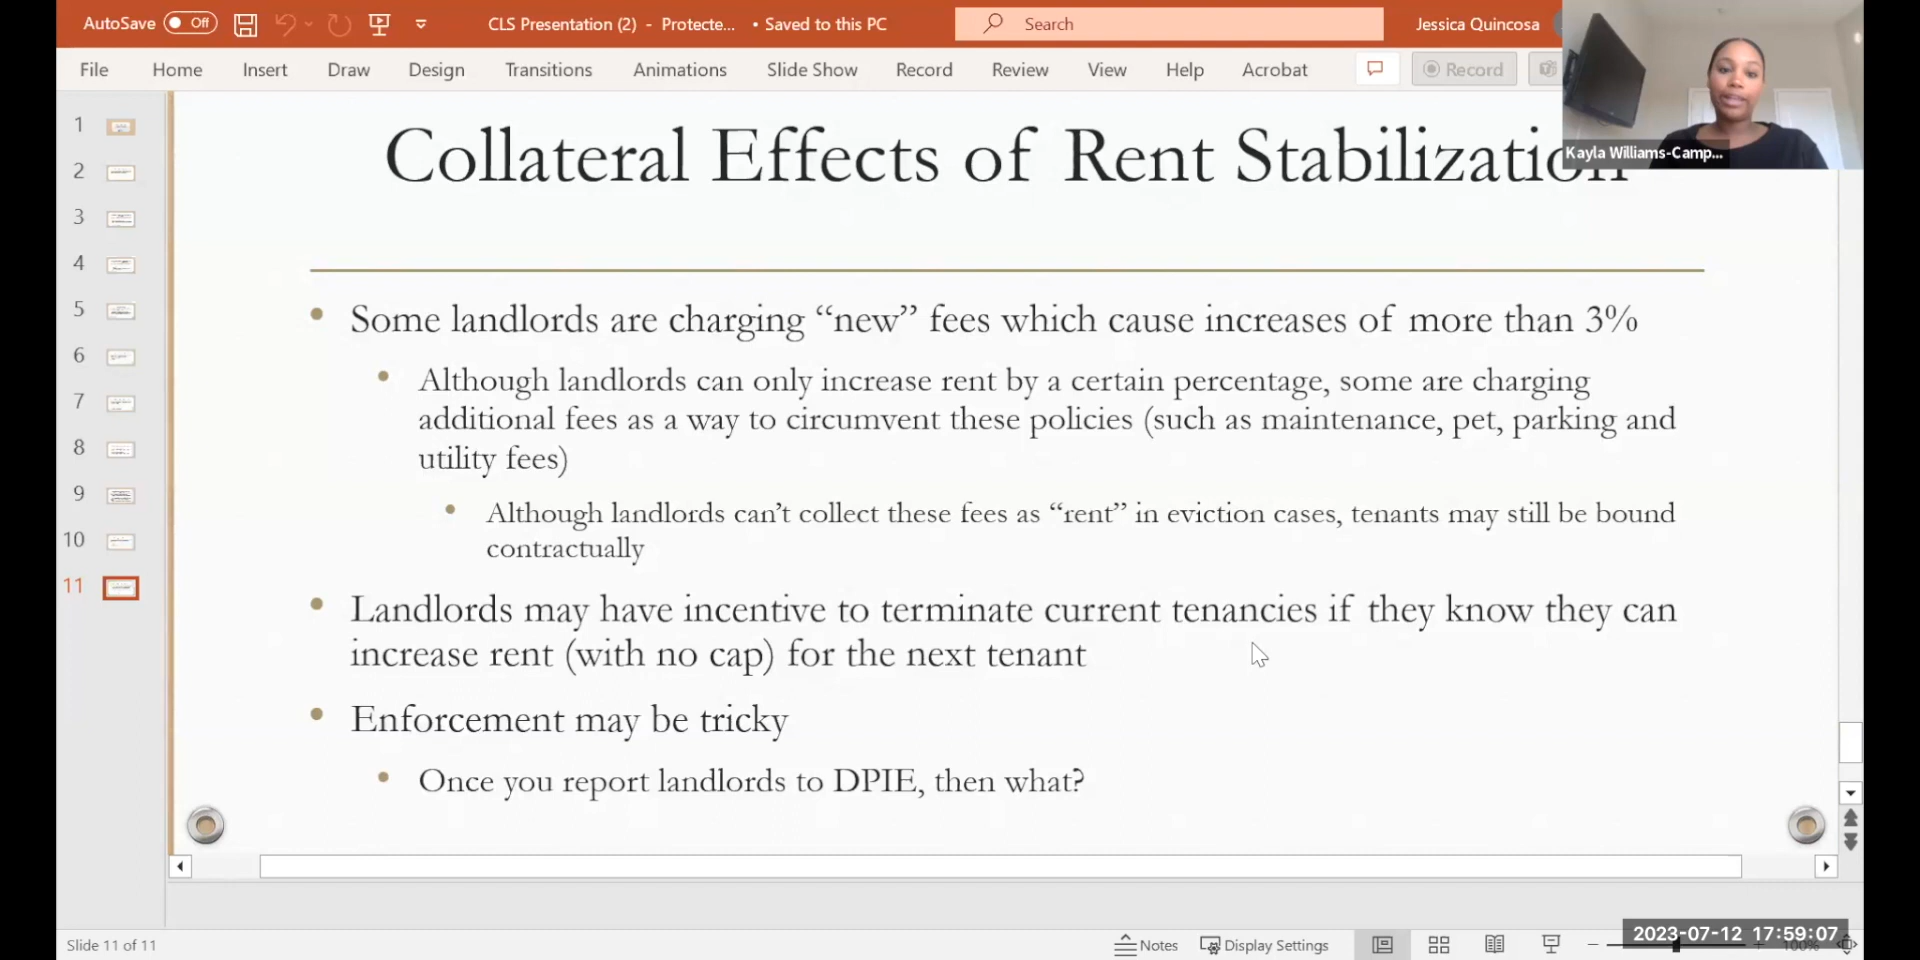 AutoSave Off CLS Presentation (2) - Protecte... • Saved to this PC Search Jessica Quincosa
File Home Insert Draw Design Transitions Animations Slide Show Record Review View Help Acrobat Record
Kayla Williams-Camp...
1
2
3
4
5
6
7
8
9
10
11
Collateral Effects of Rent Stabilization
• Some landlords are charging “new” fees which cause increases of more than 3%
• Although landlords can only increase rent by a certain percentage, some are charging
additional fees as a way to circumvent these policies (such as maintenance, pet, parking and
utility fees)
• Although landlords can’t collect these fees as “rent” in eviction cases, tenants may still be bound
contractually
• Landlords may have incentive to terminate current tenancies if they know they can
increase rent (with no cap) for the next tenant
• Enforcement may be tricky
• Once you report landlords to DPIE, then what?
Slide 11 of 11 Notes Display Settings 100%
2023-07-12 17:59:07